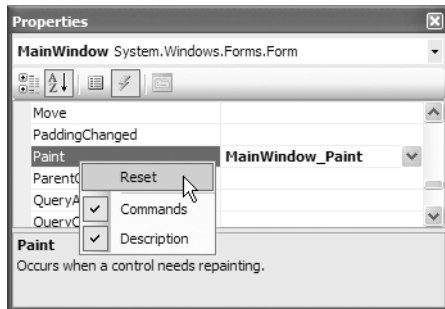 Properties
MainWindow System.Windows.Forms.Form
Move
PaddingChanged
Paint MainWindow_Paint
Reset
Commands
Description
Paint
Occurs when a control needs repainting.